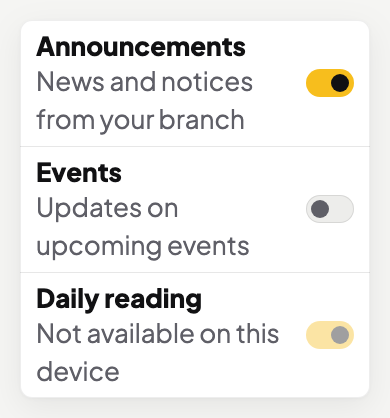 Announcements
News and notices
from your branch
Events
Updates on
upcoming events
Daily reading
Not available on this
device